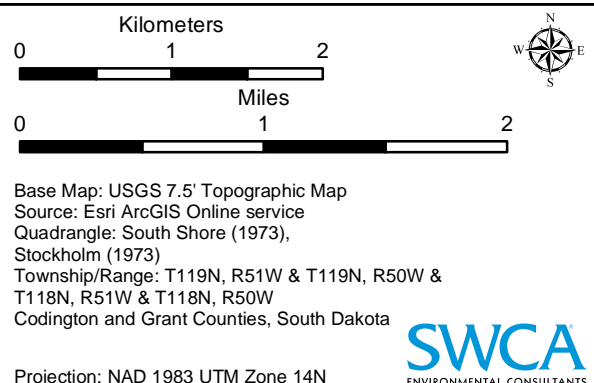 Kilometers
0 1 2
N
W E
S
Miles
0 1 2
Base Map: USGS 7.5' Topographic Map
Source: Esri ArcGIS Online service
Quadrangle: South Shore (1973),
Stockholm (1973)
Township/Range: T119N, R51W & T119N, R50W &
T118N, R51W & T118N, R50W
Codington and Grant Counties, South Dakota
SWCA
ENVIRONMENTAL CONSULTANTS
Projection: NAD 1983 UTM Zone 14N